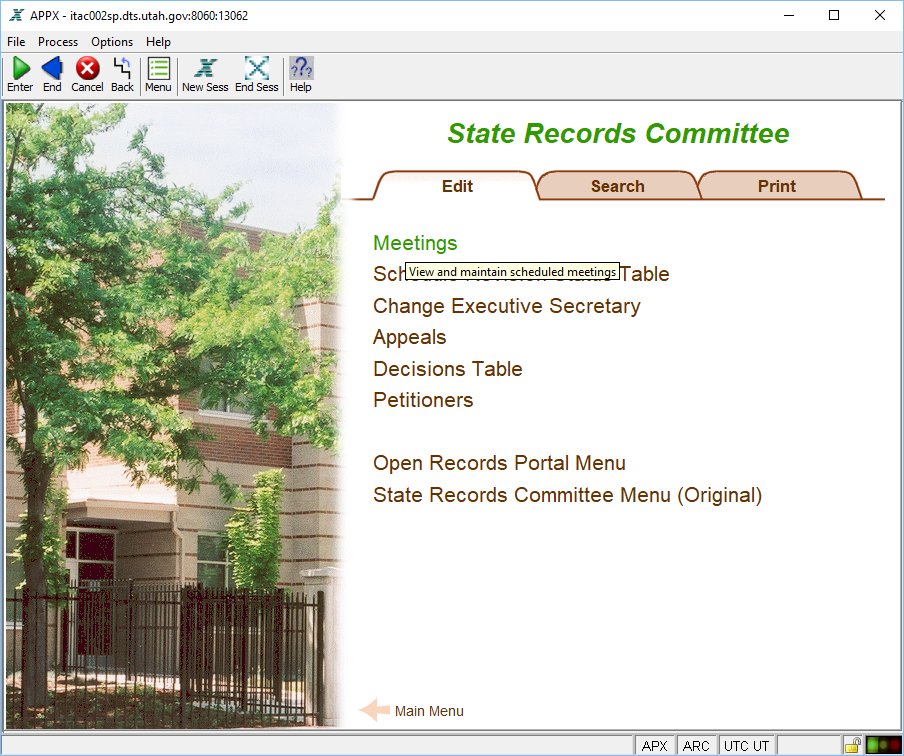 APPX - itac002sp.dts.utah.gov:8060:13062
File Process Options Help
Enter End Cancel Back Menu New Sess End Sess Help
State Records Committee
Edit Search Print
Meetings
View and maintain scheduled meetings
Table
Change Executive Secretary
Appeals
Decisions Table
Petitioners
Open Records Portal Menu
State Records Committee Menu (Original)
Main Menu
APX ARC UTC UT